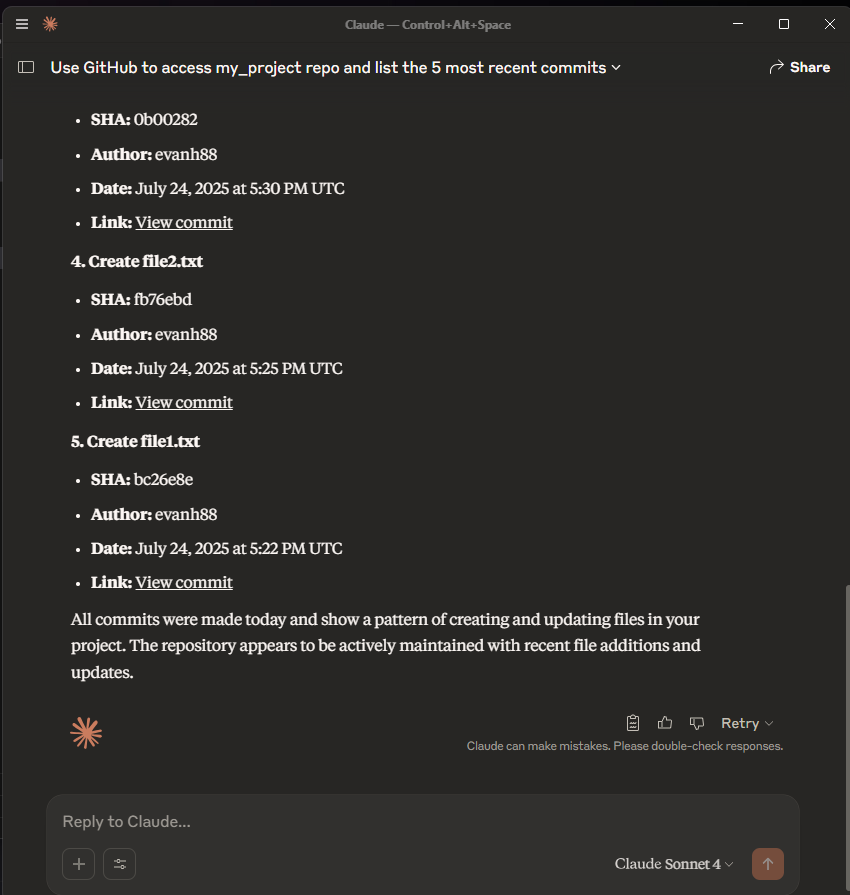 Claude — Control+Alt+Space
Use GitHub to access my_project repo and list the 5 most recent commits
Share
• SHA: 0b00282
• Author: evanh88
• Date: July 24, 2025 at 5:30 PM UTC
• Link: View commit
4. Create file2.txt
• SHA: fb76ebd
• Author: evanh88
• Date: July 24, 2025 at 5:25 PM UTC
• Link: View commit
5. Create file1.txt
• SHA: bc26e8e
• Author: evanh88
• Date: July 24, 2025 at 5:22 PM UTC
• Link: View commit
All commits were made today and show a pattern of creating and updating files in your
project. The repository appears to be actively maintained with recent file additions and
updates.
Retry
Claude can make mistakes. Please double-check responses.
Reply to Claude...
Claude Sonnet 4